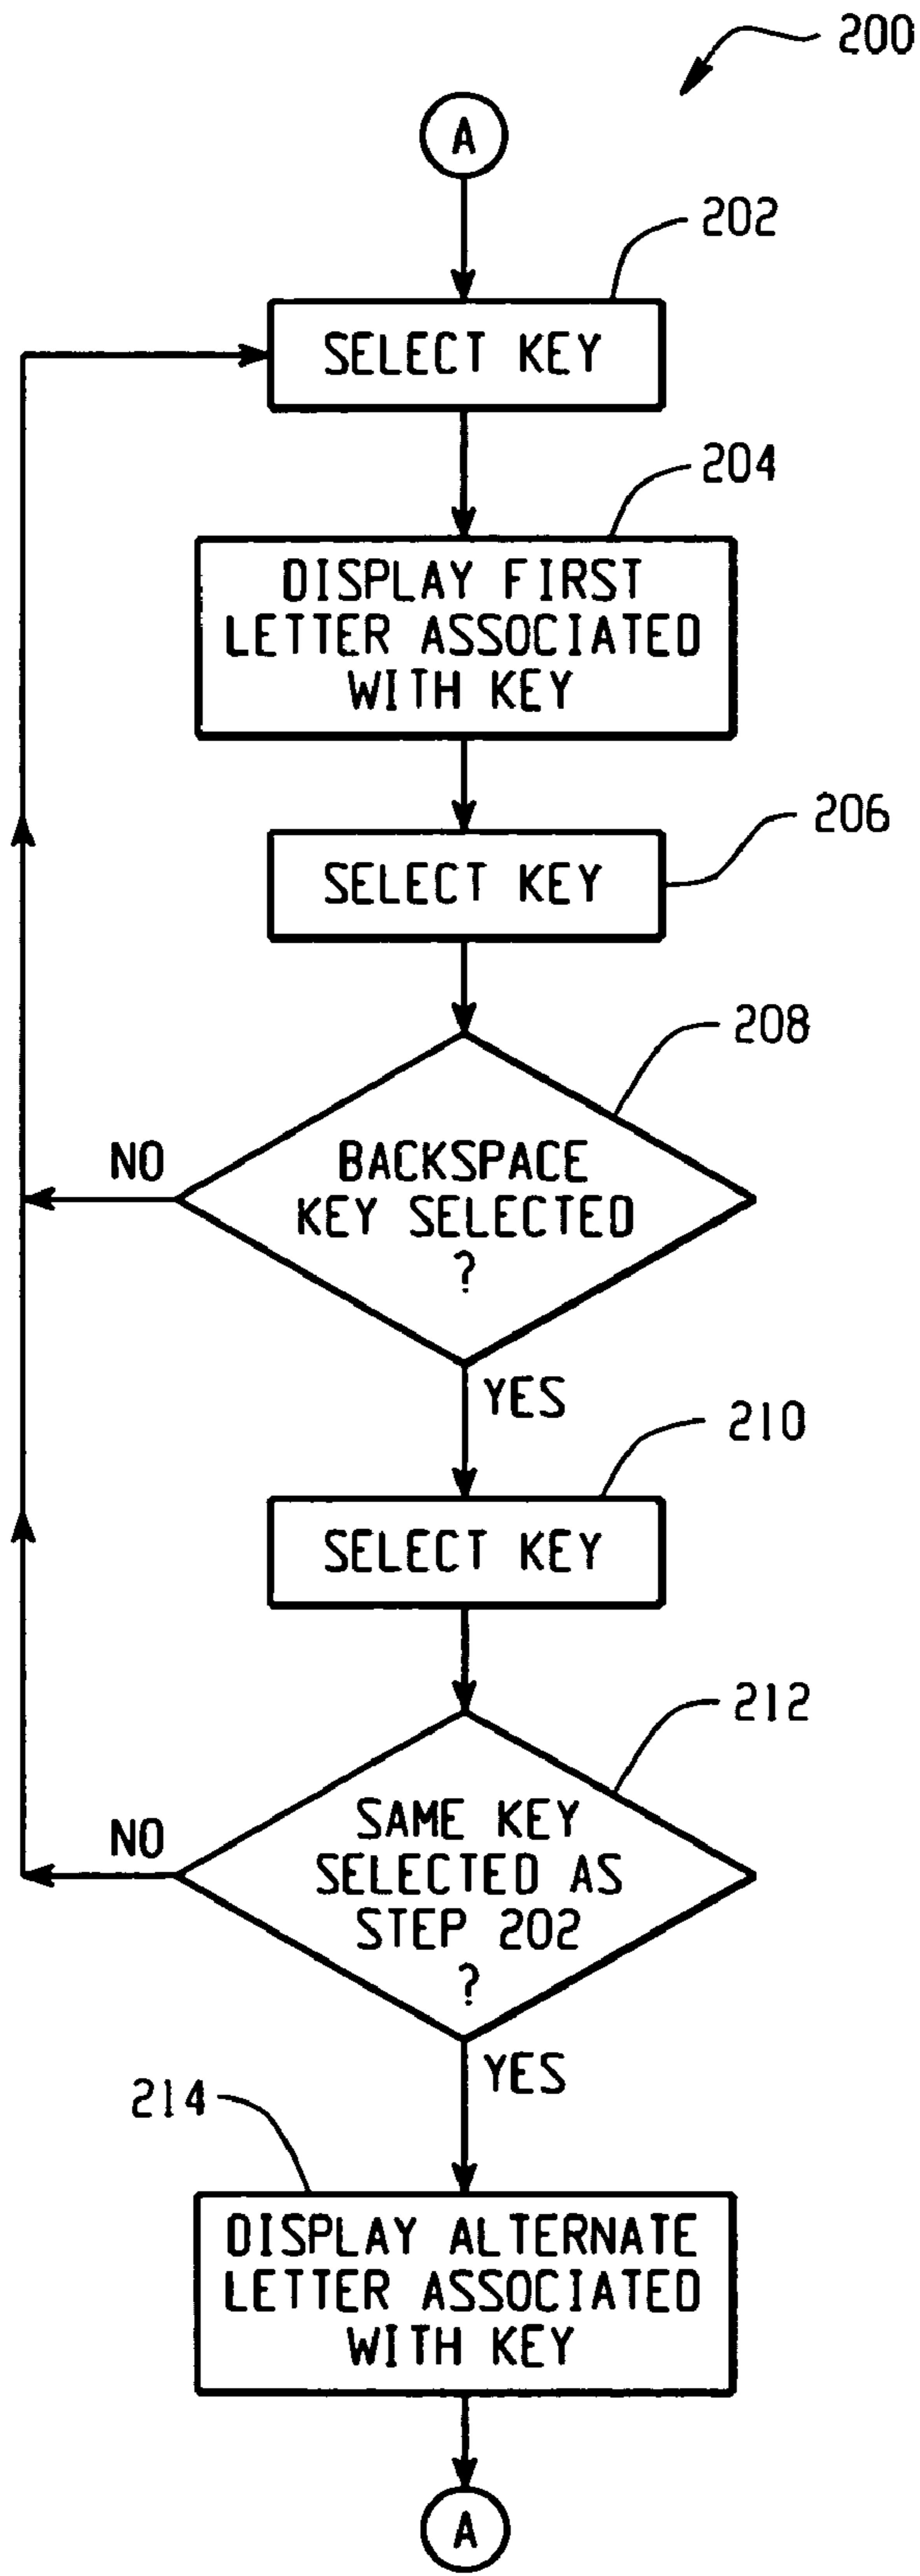 200
A
202
SELECT KEY
204
DISPLAY FIRST
LETTER ASSOCIATED
WITH KEY
206
SELECT KEY
208
NO
BACKSPACE
KEY SELECTED
?
YES
210
SELECT KEY
212
NO
SAME KEY
SELECTED AS
STEP 202
?
YES
214
DISPLAY ALTERNATE
LETTER ASSOCIATED
WITH KEY
A